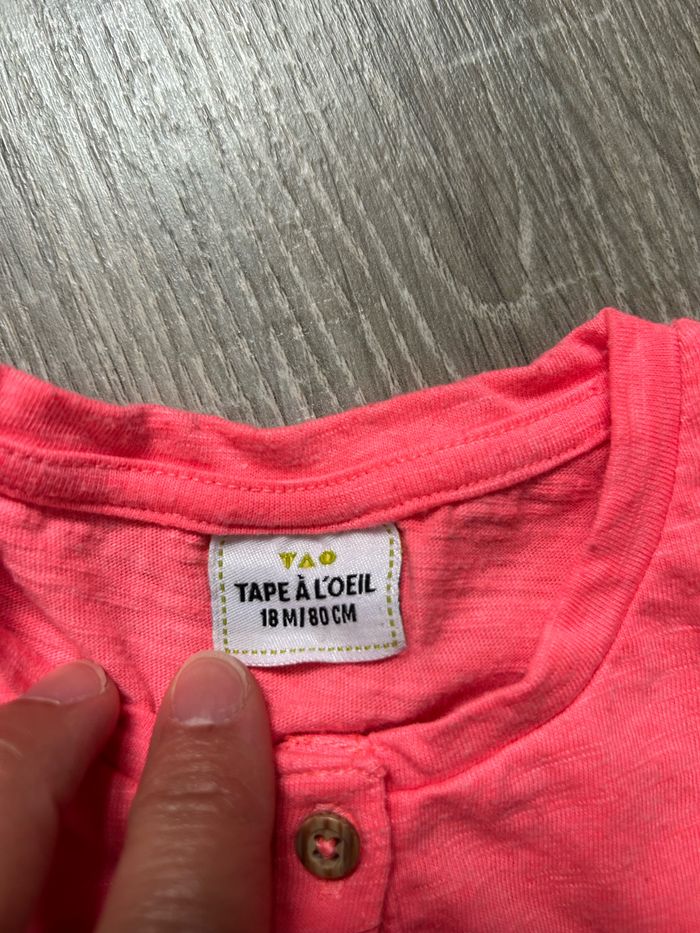 TAO
TAPE À L'OEIL
18 M/80 CM